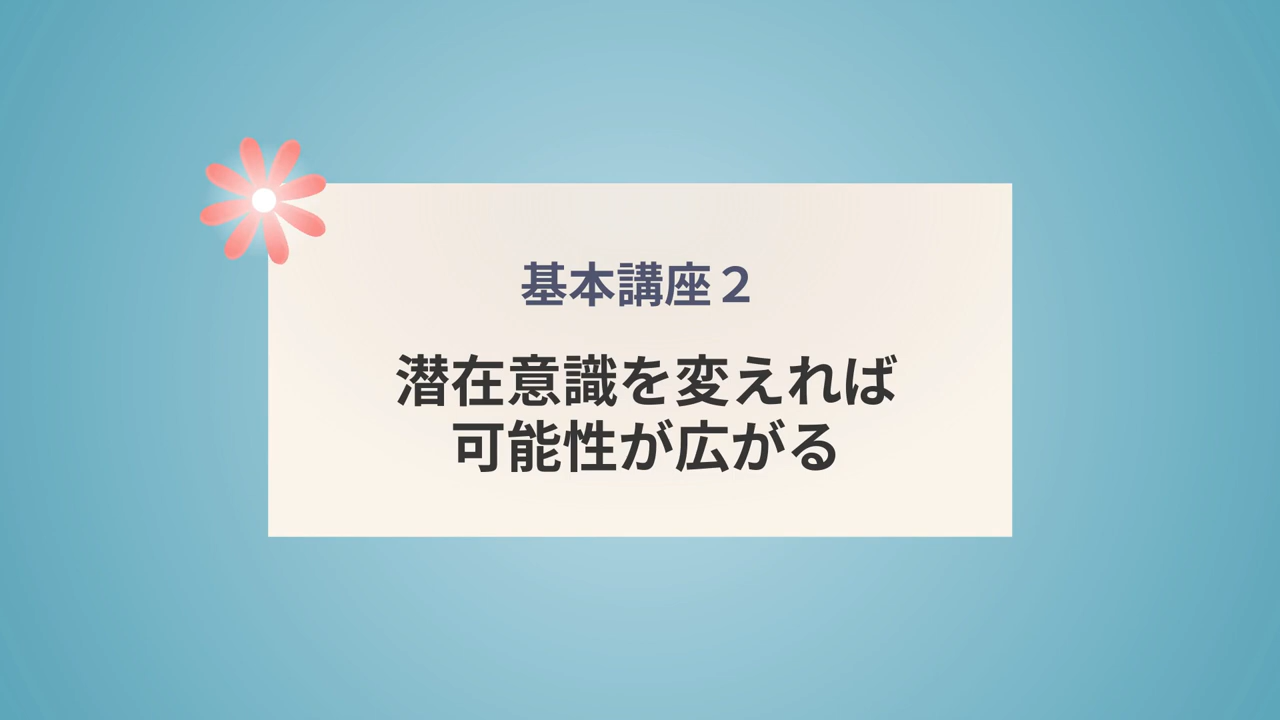 基本講座２
潜在意識を変えれば
可能性が広がる